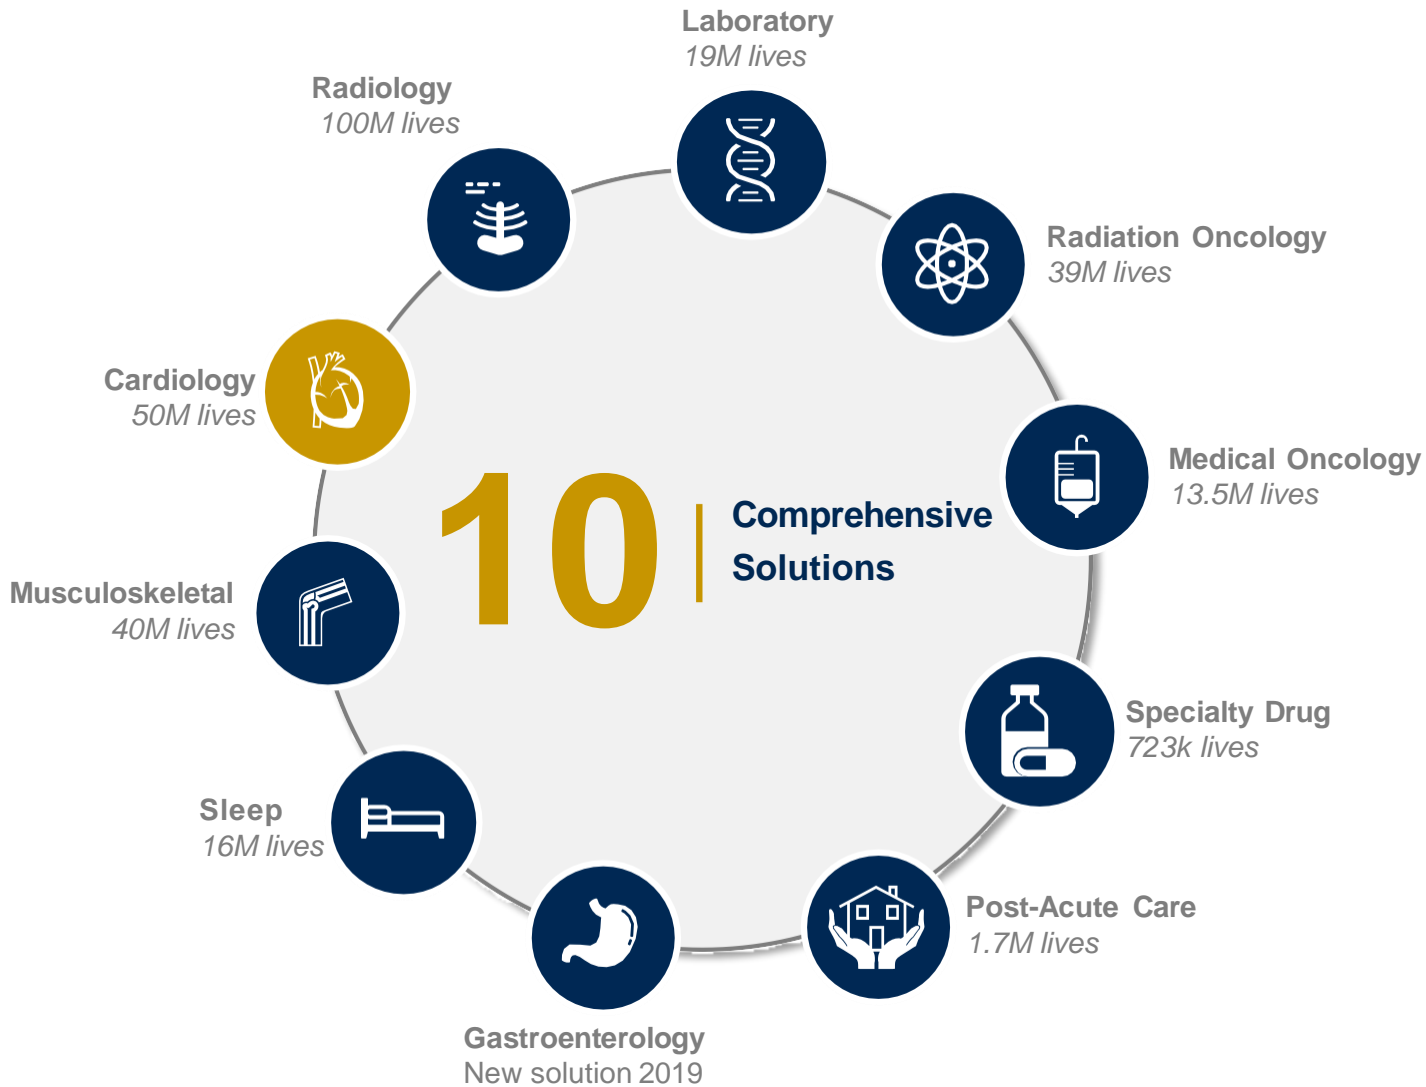 Laboratory
19M lives
Radiology
100M lives
Radiation Oncology
39M lives
Cardiology
50M lives
Medical Oncology
13.5M lives
10
Comprehensive
Solutions
Musculoskeletal
40M lives
Specialty Drug
723k lives
Sleep
16M lives
Post-Acute Care
1.7M lives
Gastroenterology
New solution 2019